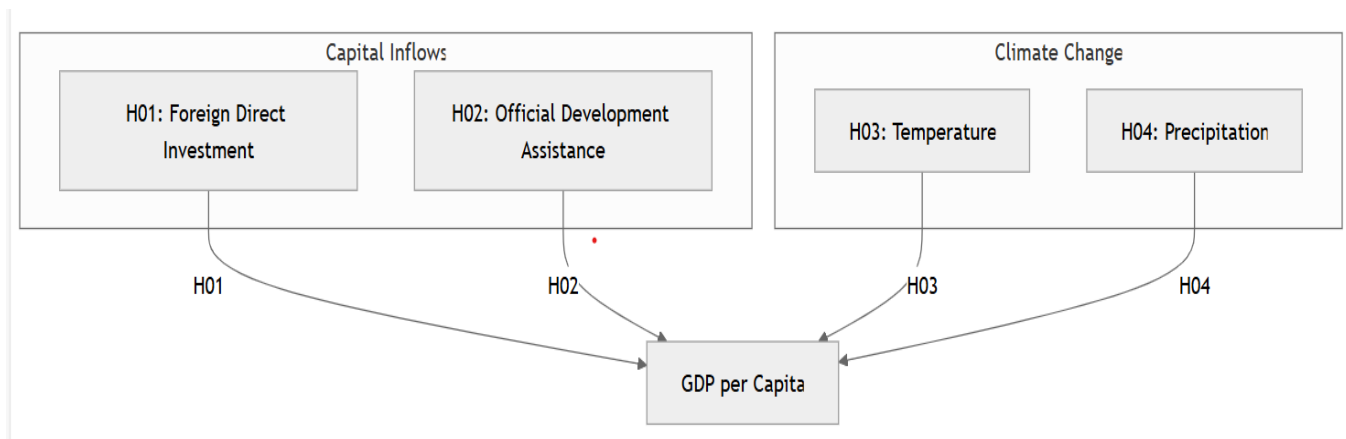 Capital Inflows
Climate Change
H01: Foreign Direct
Investment
H02: Official Development
Assistance
H03: Temperature
H04: Precipitation
H01
H02
H03
H04
GDP per Capita